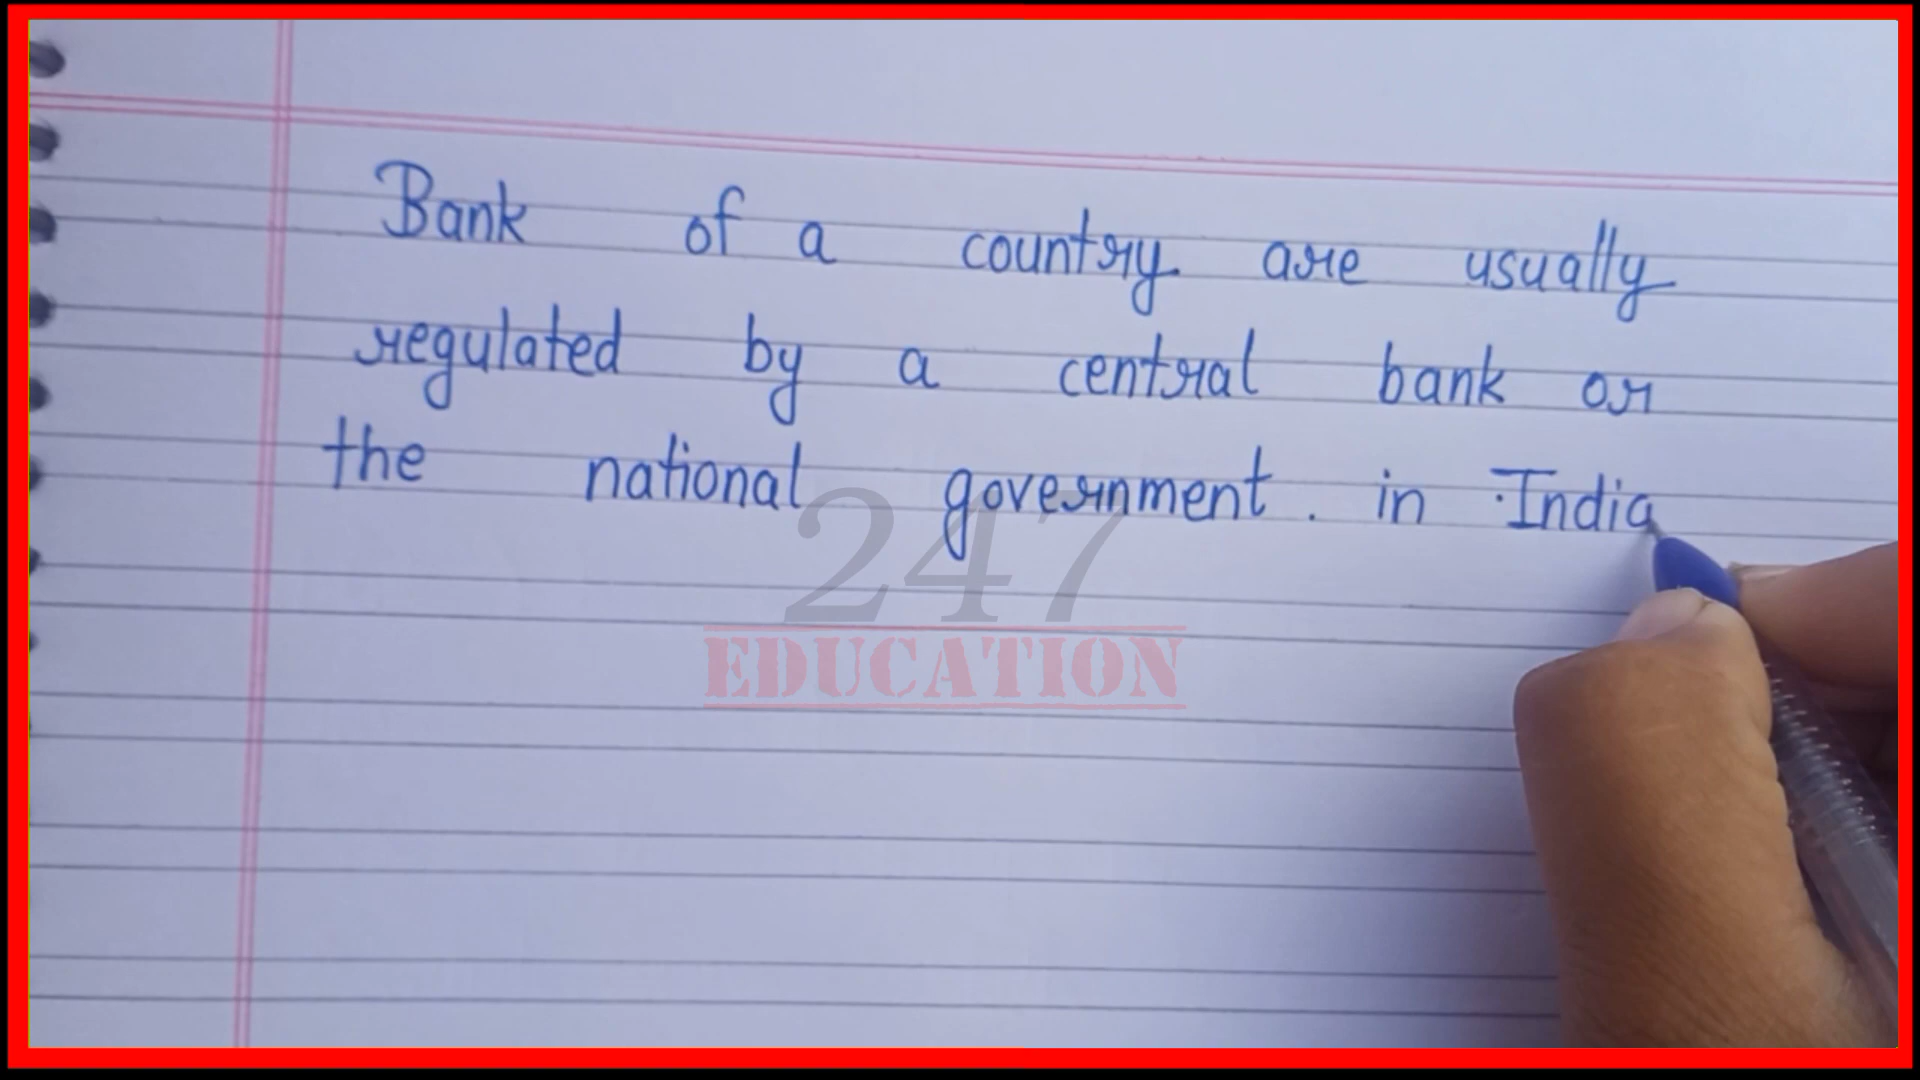 Bank of a country are usually
regulated by a central bank or
the national government. in India
247
EDUCATION